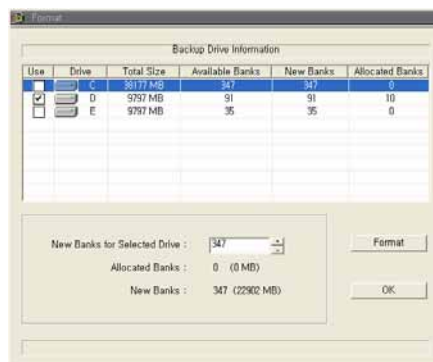 Format
Backup Drive Information
Use Drive Total Size Available Banks New Banks Allocated Banks
C 38177 MB 347 347 0
D 9797 MB 91 91 10
E 9797 MB 35 35 0
New Banks for Selected Drive : 347 Format
Allocated Banks : 0 (0 MB)
New Banks : 347 (22902 MB) OK